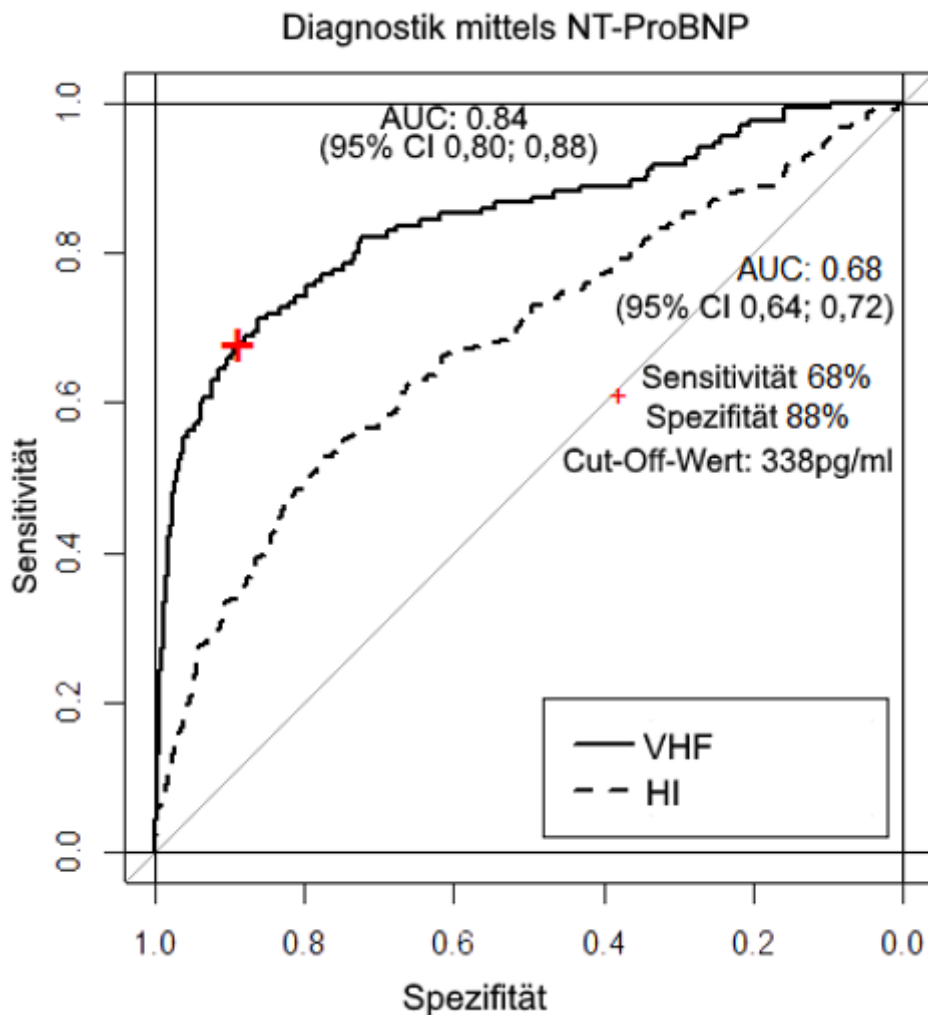 Diagnostik mittels NT-ProBNP
AUC: 0.84
(95% CI 0,80; 0,88)
AUC: 0.68
(95% CI 0,64; 0,72)
Sensitivität 68%
Spezifität 88%
Cut-Off-Wert: 338pg/ml
VHF
HI
Sensitivität
1.0
0.8
0.6
0.4
0.2
0.0
1.0 0.8 0.6 0.4 0.2 0.0
Spezifität